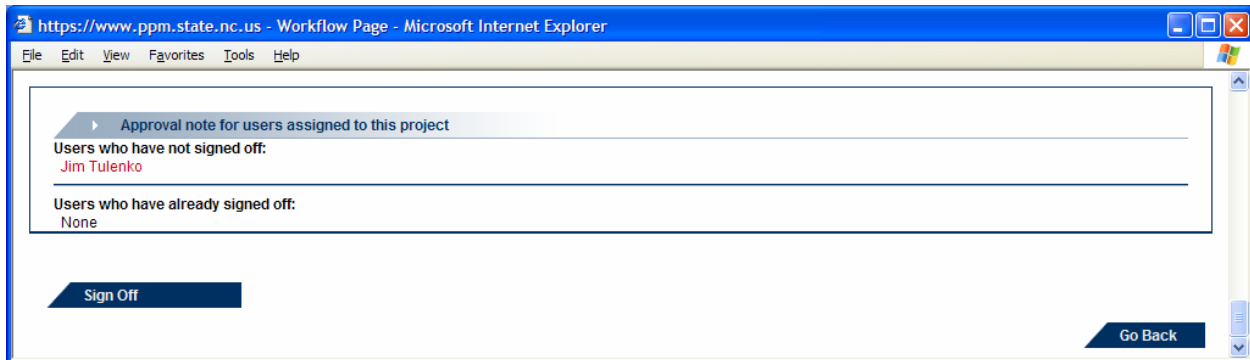 https://www.ppm.state.nc.us - Workflow Page - Microsoft Internet Explorer
File Edit View Favorites Tools Help
Approval note for users assigned to this project
Users who have not signed off:
Jim Tulenko
Users who have already signed off:
None
Sign Off
Go Back